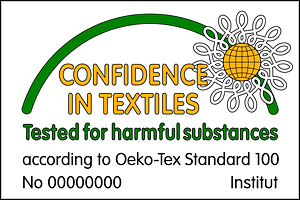 CONFIDENCE
IN TEXTILES
Tested for harmful substances
according to Oeko-Tex Standard 100
No 00000000 Institut